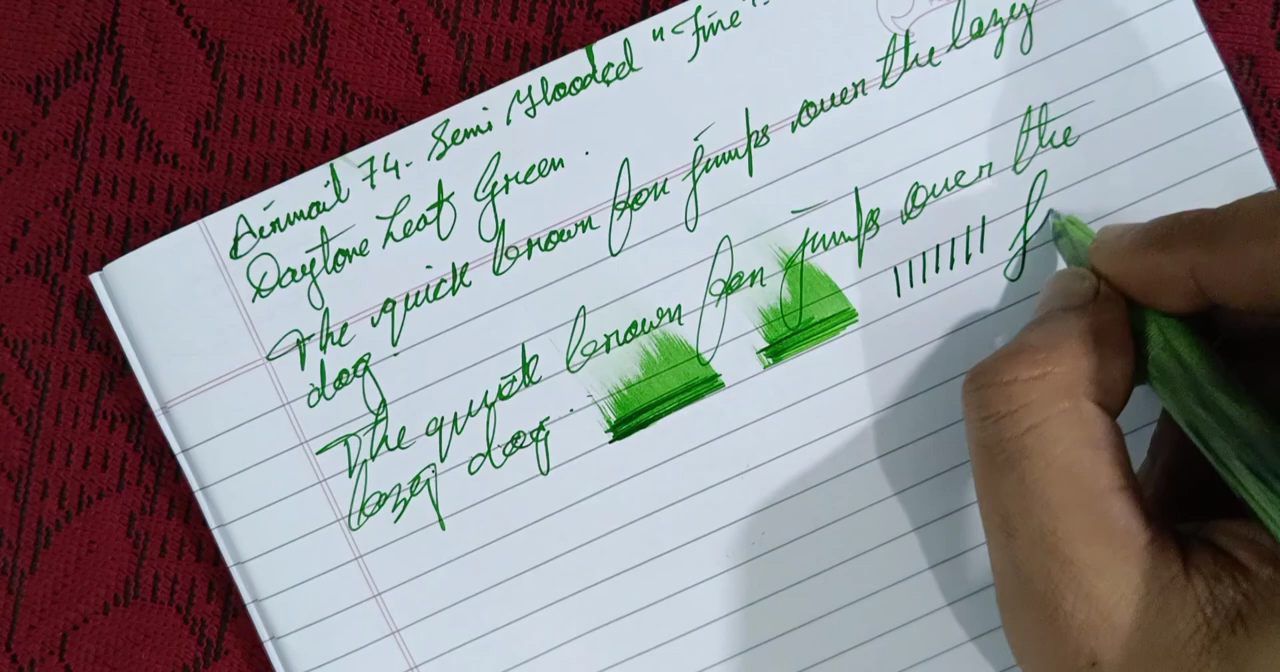 Airmail 74. Semi Hooded "Fine".
Daytone Leaf Green.
The quick brown fox jumps over the lazy
dog.
The quick brown fox jumps over the
lazy dog.
f